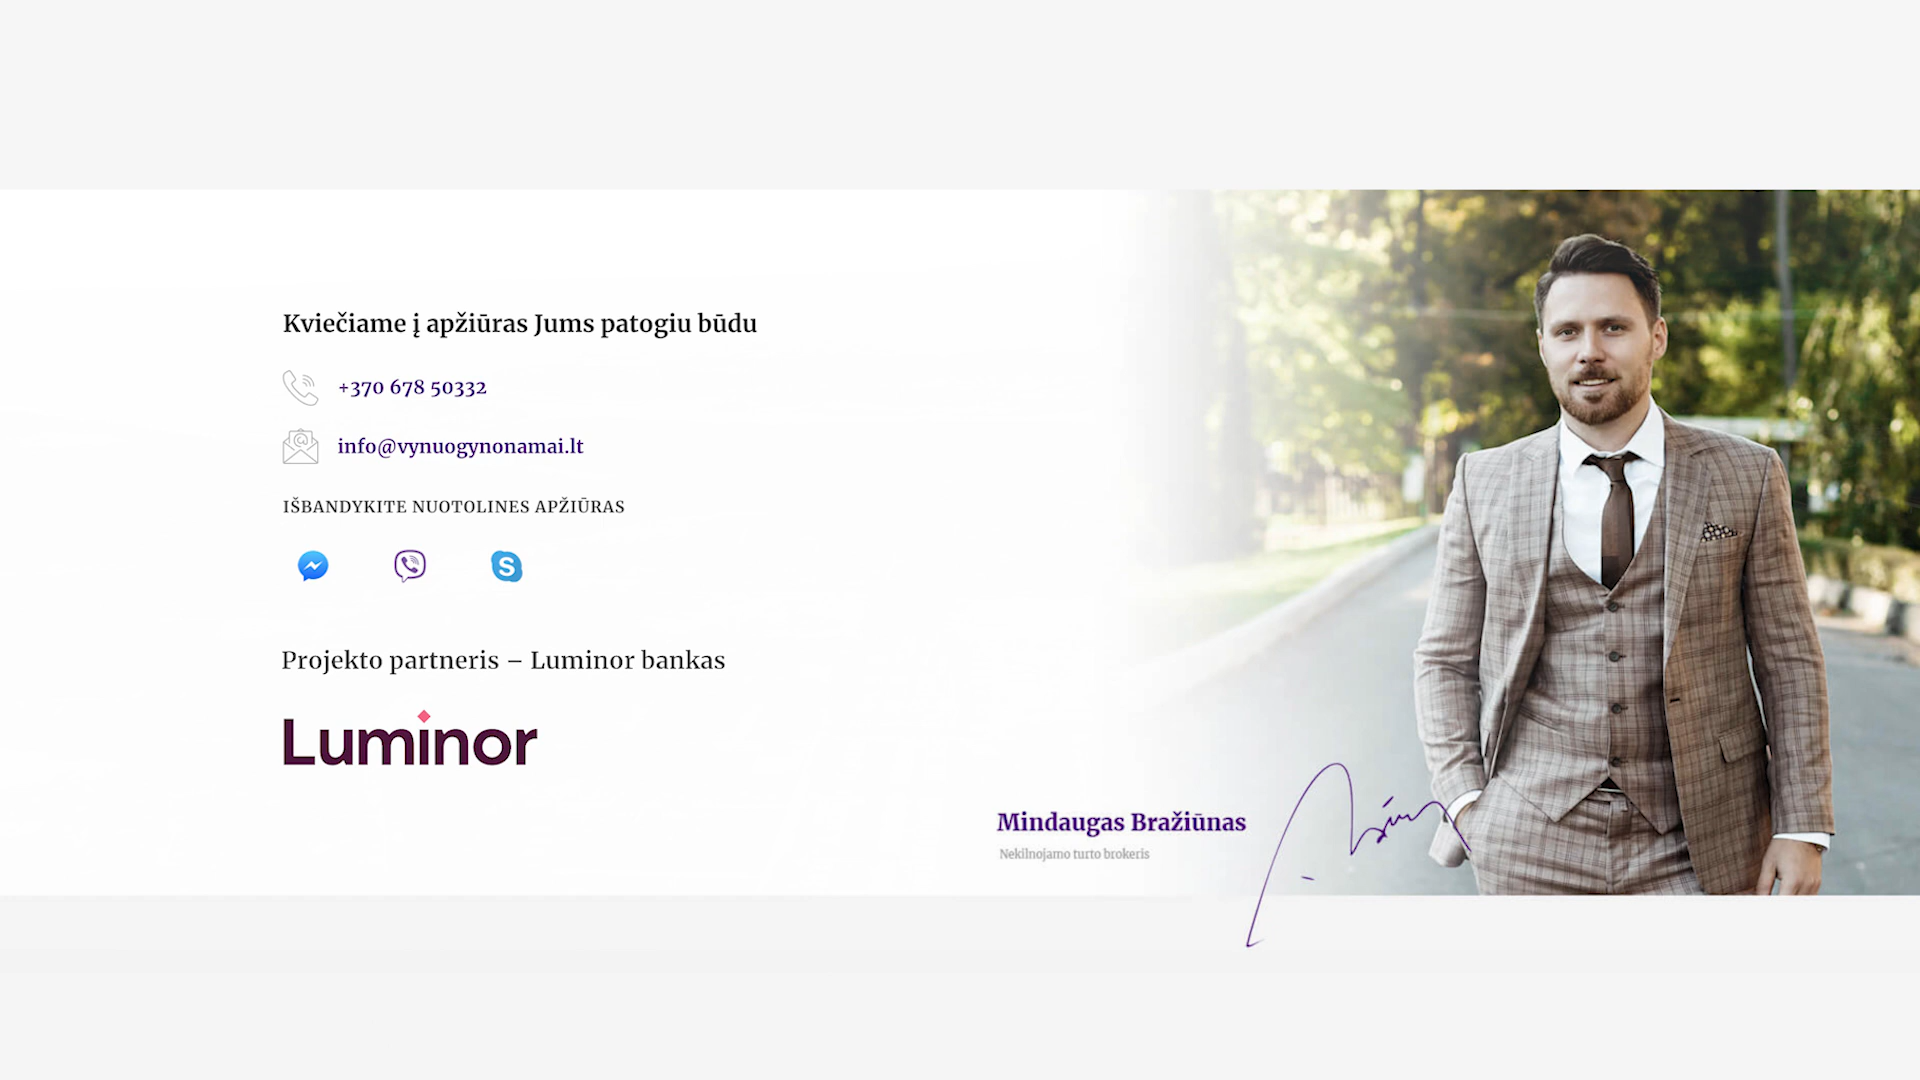 Kviečiame į apžiūras Jums patogiu būdu
+370 678 50332
info@vynuogynonamai.lt
IŠBANDYKITE NUOTOLINES APŽIŪRAS
Projekto partneris – Luminor bankas
Luminor
Mindaugas Bražiūnas
Nekilnojamo turto brokeris